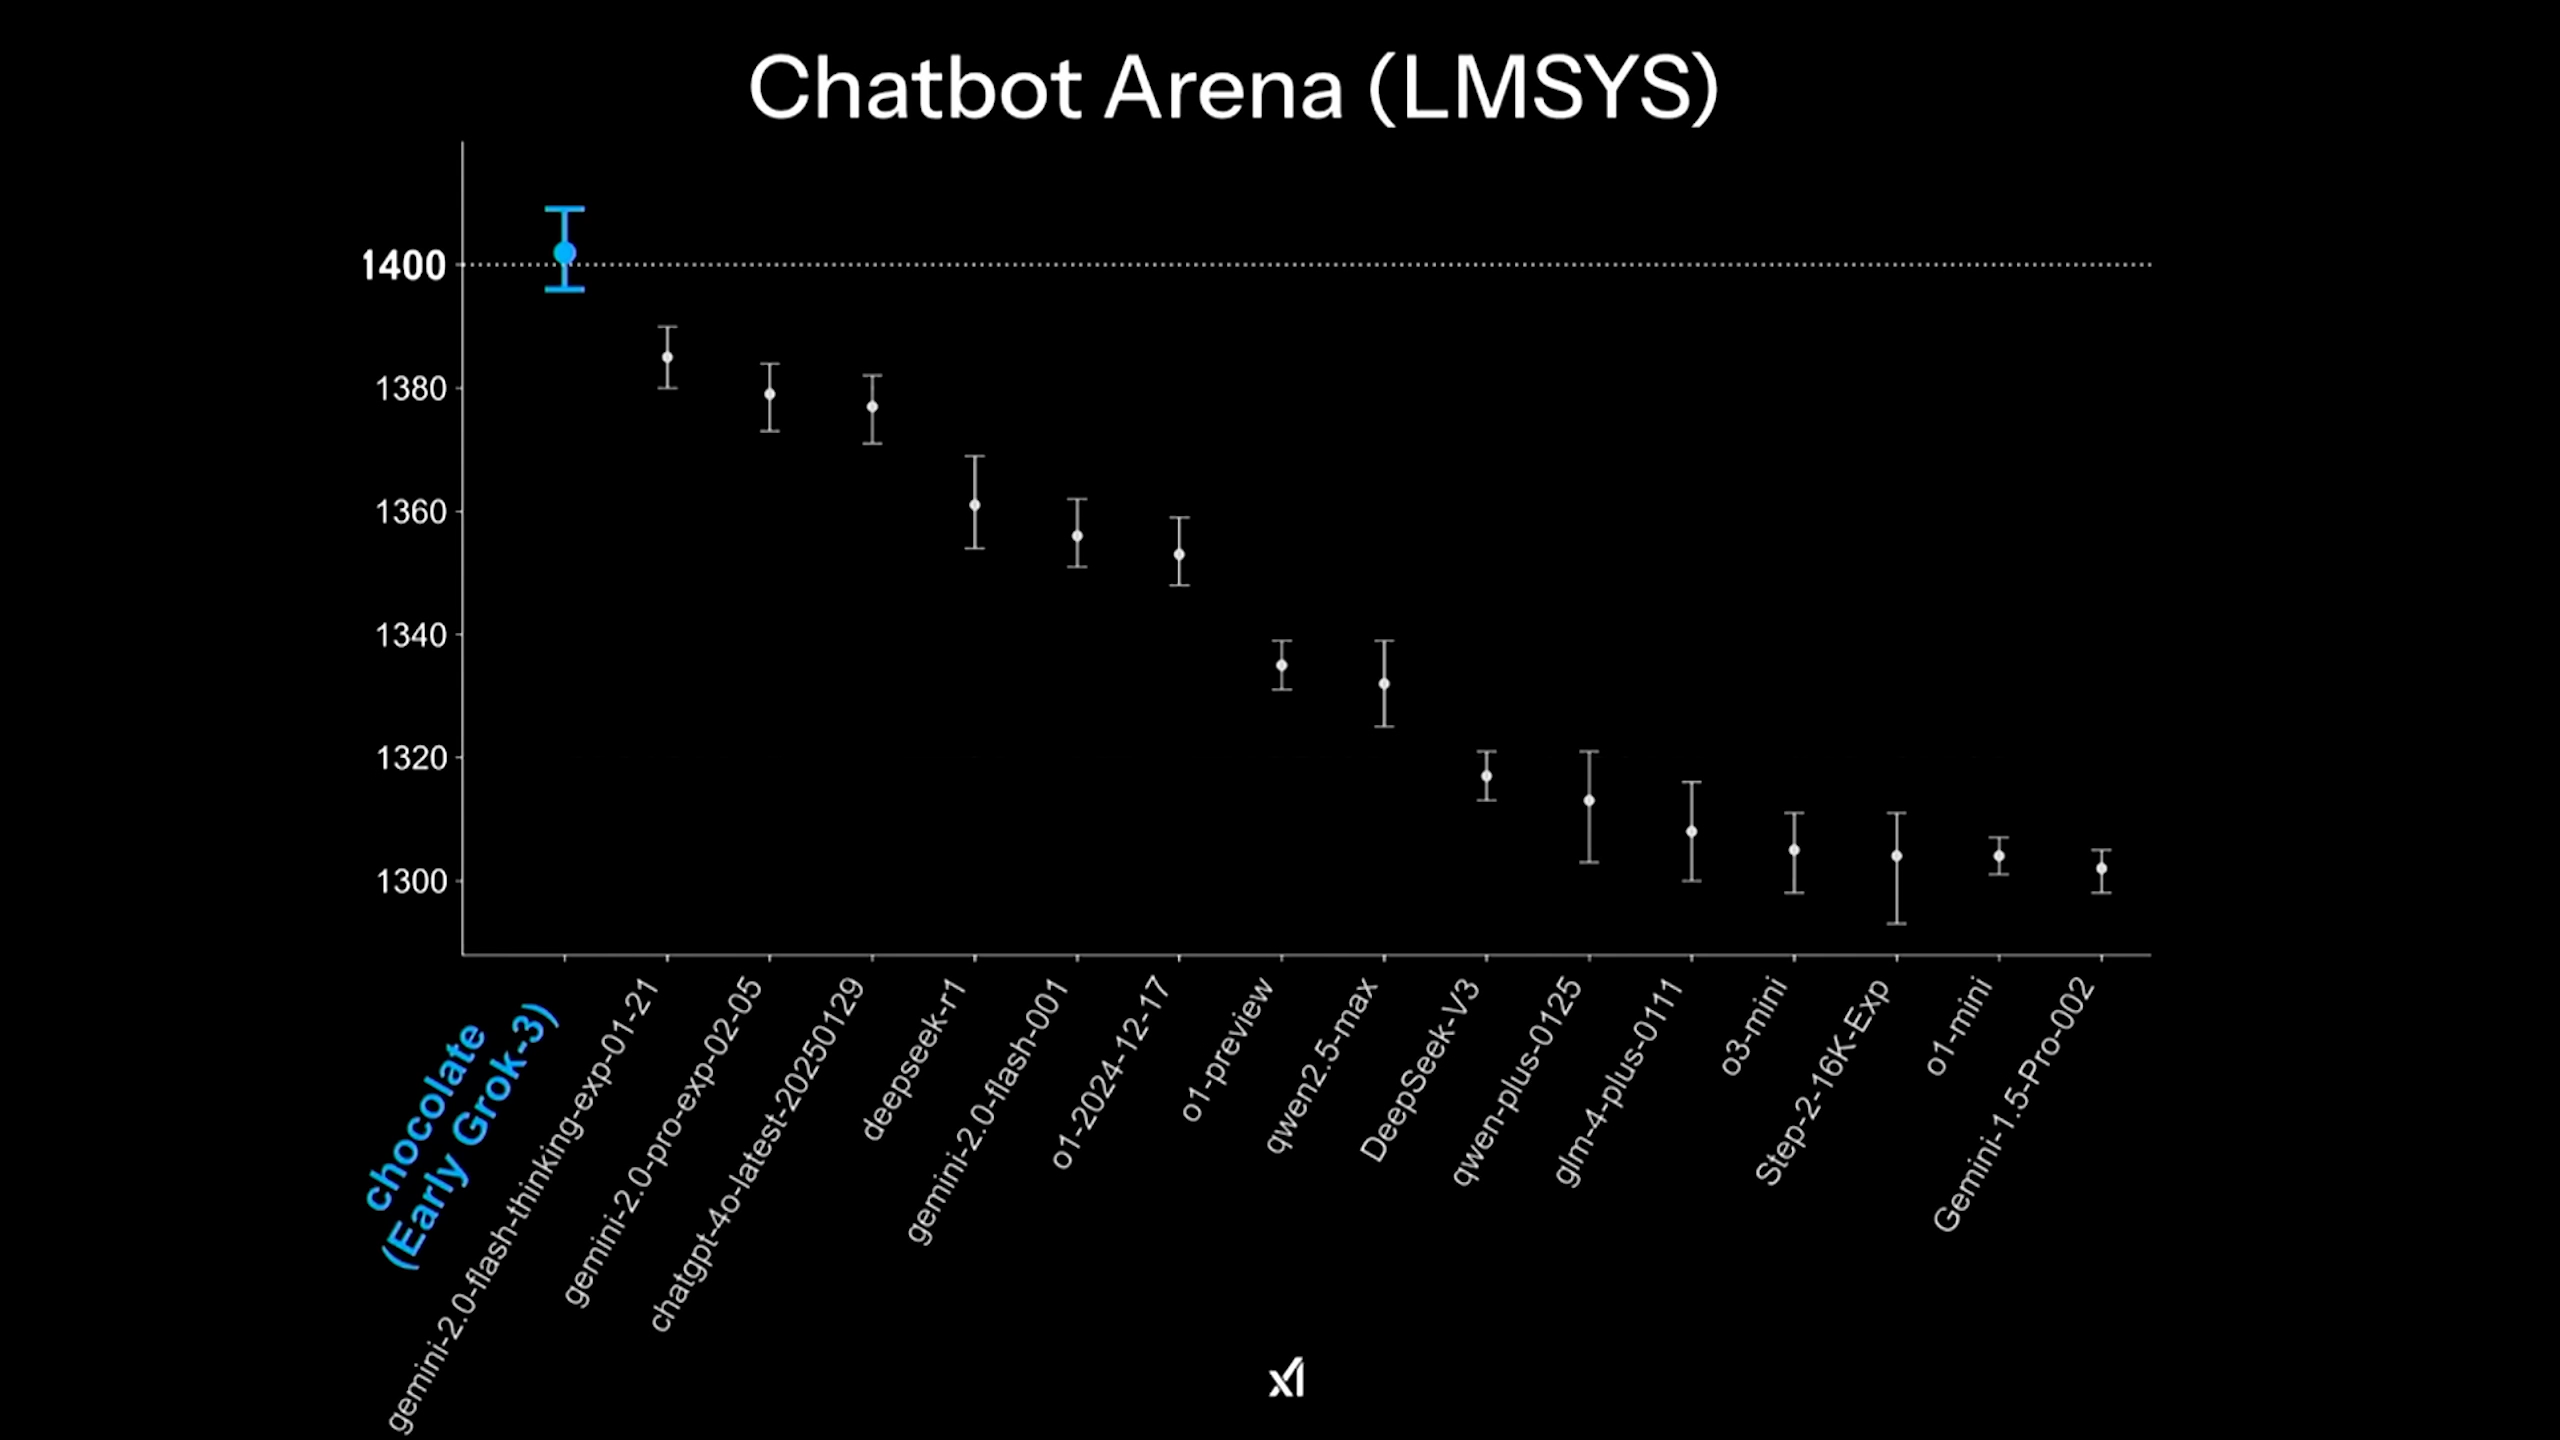 Chatbot Arena (LMSYS)
1400
1380
1360
1340
1320
1300
chocolate
(Early Grok-3)
gemini-2.0-flash-thinking-exp-01-21
gemini-2.0-pro-exp-02-05
chatgpt-4o-latest-20250129
deepseek-r1
gemini-2.0-flash-001
o1-2024-12-17
o1-preview
qwen2.5-max
DeepSeek-V3
qwen-plus-0125
glm-4-plus-0111
o3-mini
Step-2-16K-Exp
o1-mini
Gemini-1.5-Pro-002
xI